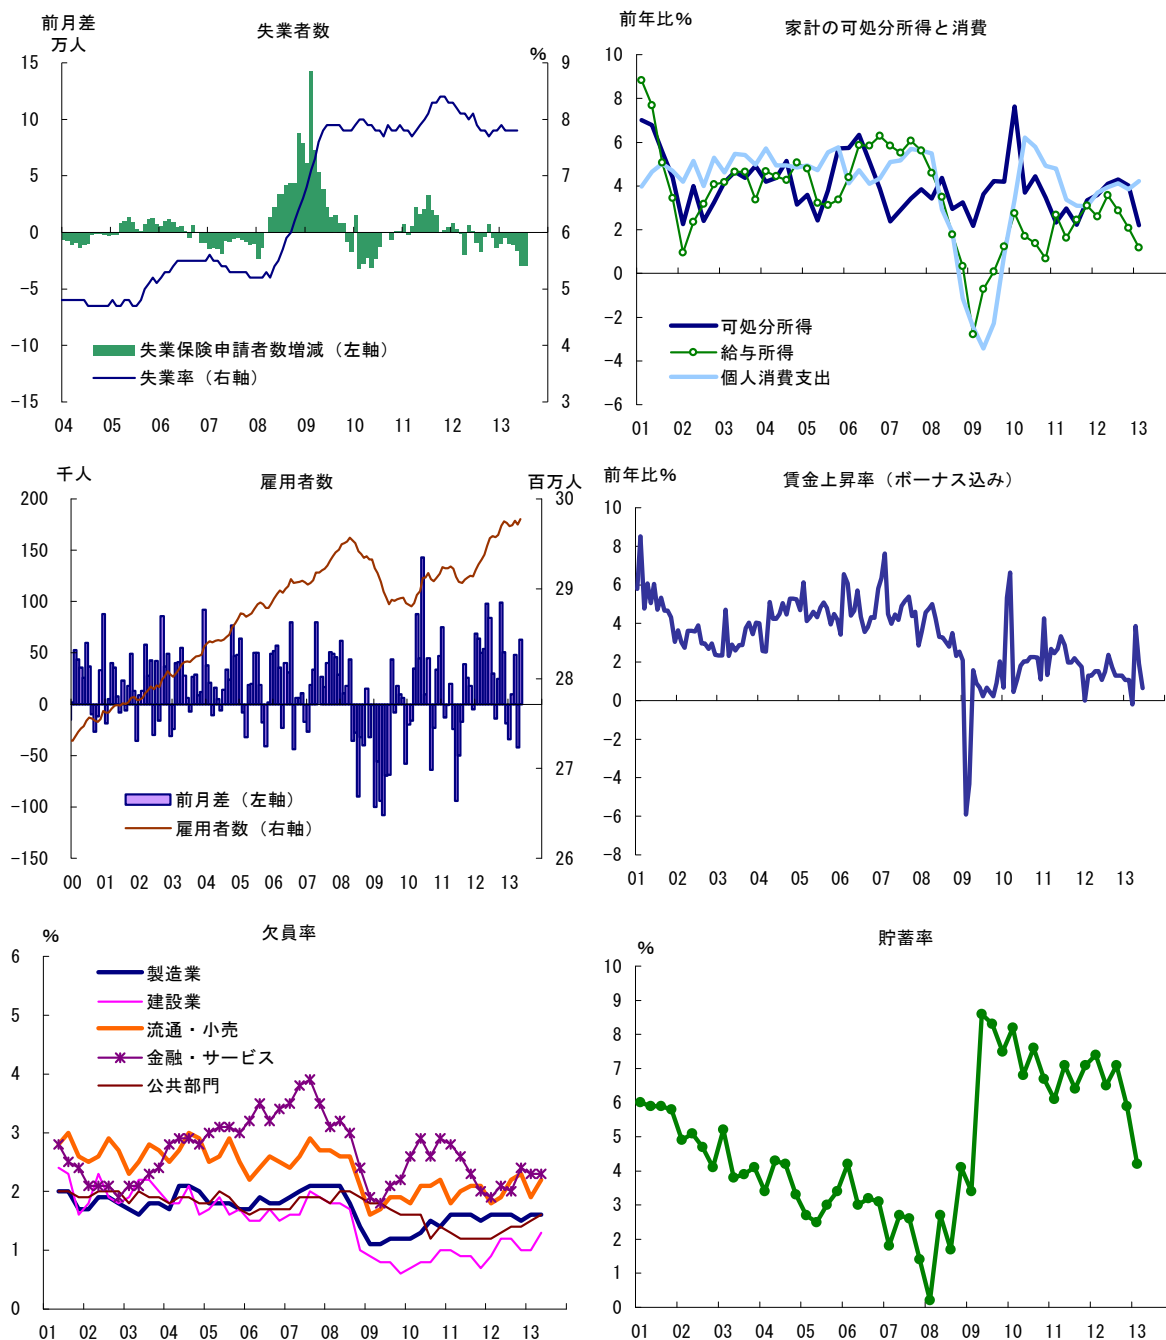 失業者数
前月差
万人
%
15
10
5
0
−5
−10
−15
9
8
7
6
5
4
3
失業保険申請者数増減（左軸）
失業率（右軸）
04 05 06 07 08 09 10 11 12 13
家計の可処分所得と消費
前年比%
10
8
6
4
2
0
−2
−4
−6
可処分所得
給与所得
個人消費支出
01 02 03 04 05 06 07 08 09 10 11 12 13
雇用者数
千人
百万人
200
150
100
50
0
−50
−100
−150
30
29
28
27
26
前月差（左軸）
雇用者数（右軸）
00 01 02 03 04 05 06 07 08 09 10 11 12 13
賃金上昇率（ボーナス込み）
前年比%
10
8
6
4
2
0
−2
−4
−6
−8
01 02 03 04 05 06 07 08 09 10 11 12 13
欠員率
%
6
5
4
3
2
1
0
製造業
建設業
流通・小売
金融・サービス
公共部門
01 02 03 04 05 06 07 08 09 10 11 12 13
貯蓄率
%
10
9
8
7
6
5
4
3
2
1
0
01 02 03 04 05 06 07 08 09 10 11 12 13